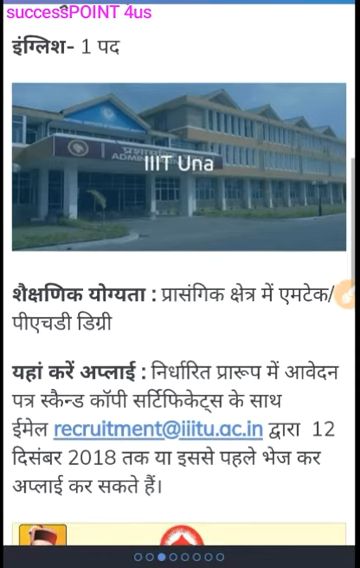 successPOINT 4us
इंग्लिश- 1 पद
IIIT Una
शैक्षणिक योग्यता : प्रासंगिक क्षेत्र में एमटेक/
पीएचडी डिग्री
यहां करें अप्लाई : निर्धारित प्रारूप में आवेदन
पत्र स्कैन्ड कॉपी सर्टिफिकेट्स के साथ
ईमेल recruitment@iiitu.ac.in द्वारा 12
दिसंबर 2018 तक या इससे पहले भेज कर
अप्लाई कर सकते हैं।